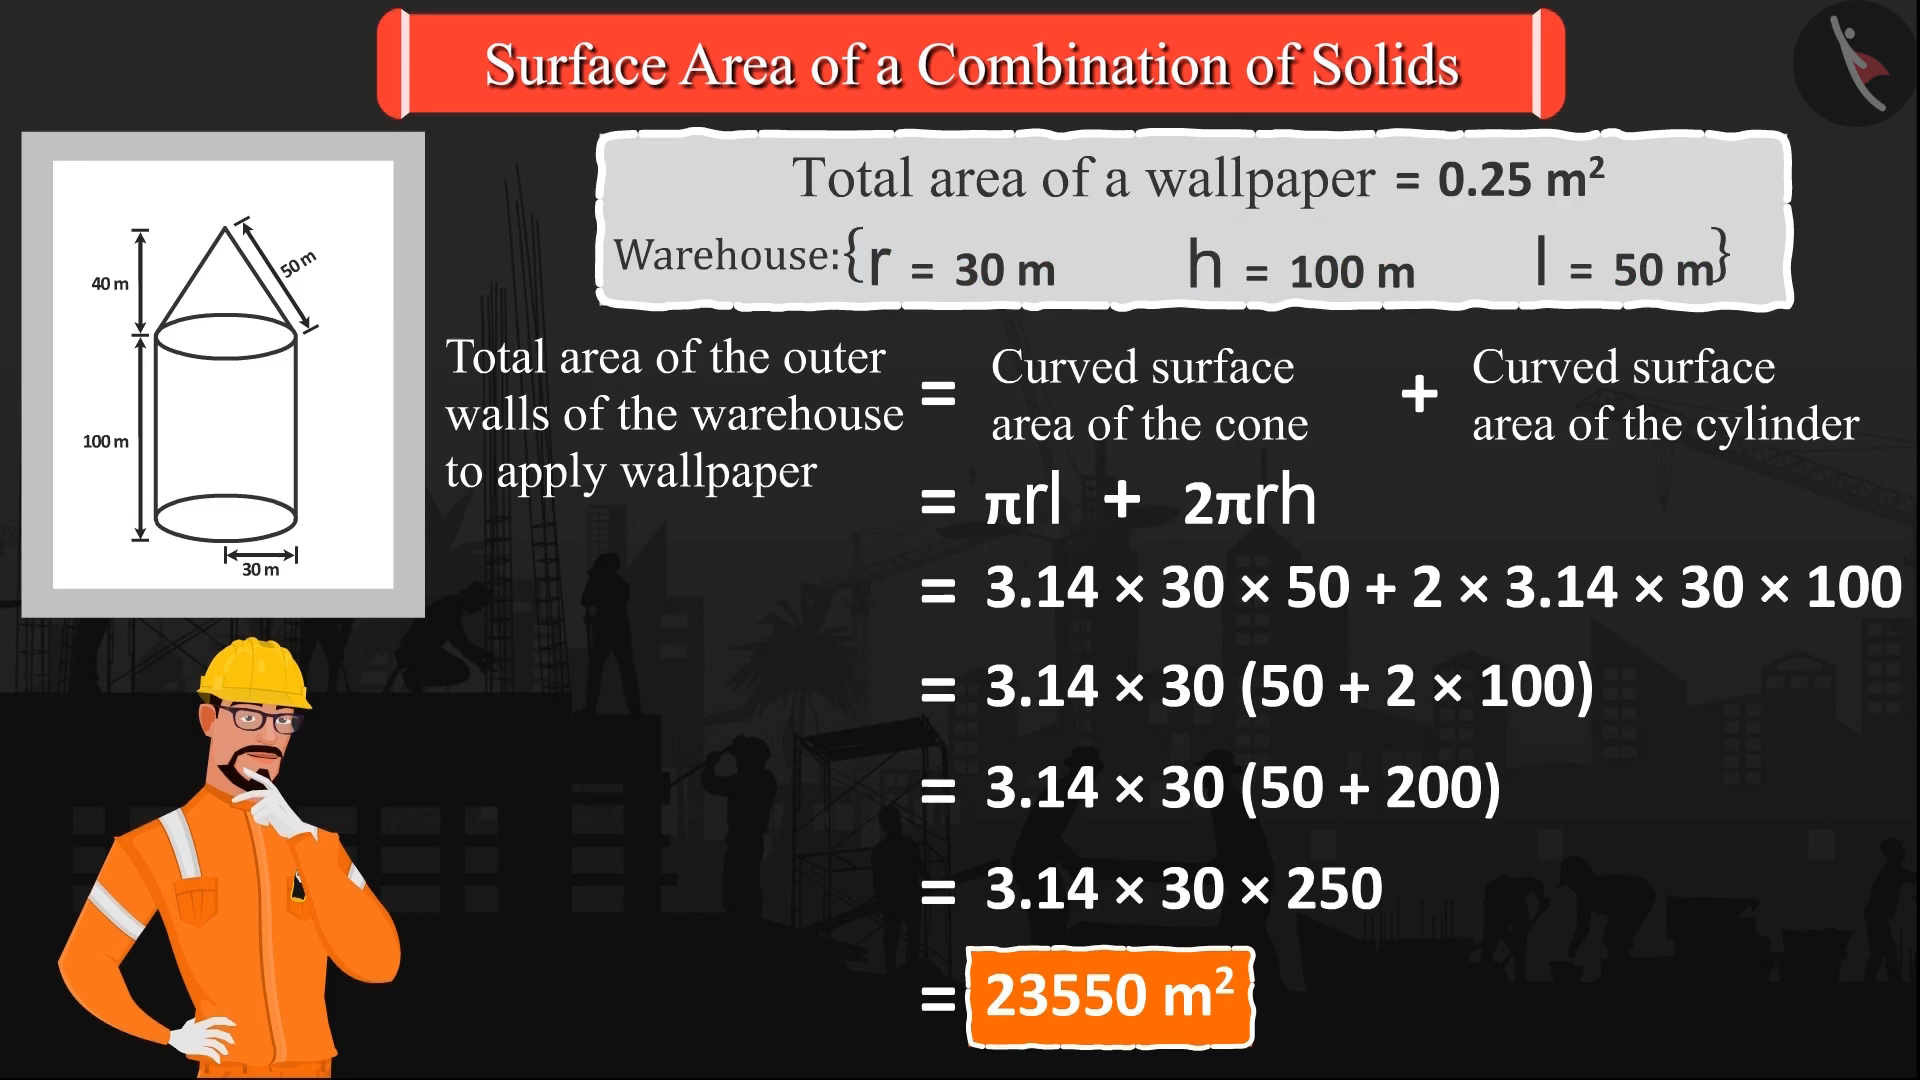 Surface Area of a Combination of Solids
Total area of a wallpaper = 0.25 m²
Warehouse:{r = 30 m h = 100 m l = 50 m}
40 m
50 m
100 m
30 m
Total area of the outer
walls of the warehouse
to apply wallpaper
= Curved surface
area of the cone
+ Curved surface
area of the cylinder
= πrl + 2πrh
= 3.14 × 30 × 50 + 2 × 3.14 × 30 × 100
= 3.14 × 30 (50 + 2 × 100)
= 3.14 × 30 (50 + 200)
= 3.14 × 30 × 250
= 23550 m²